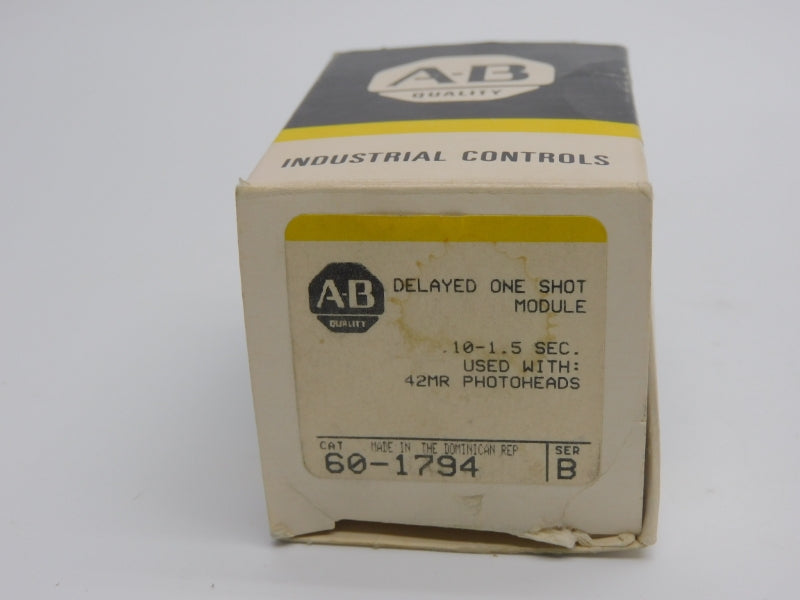 A-B
QUALITY
INDUSTRIAL CONTROLS
A-B
QUALITY
DELAYED ONE SHOT
MODULE
.10-1.5 SEC.
USED WITH:
42MR PHOTOHEADS
CAT MADE IN THE DOMINICAN REP SER
60-1794 B